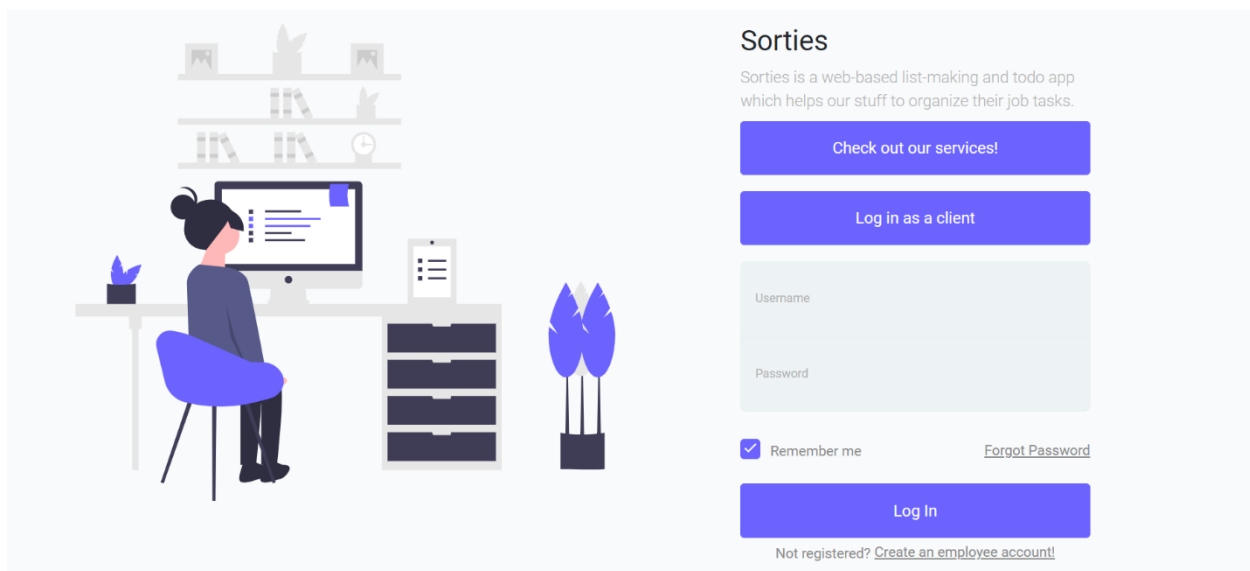 Sorties
Sorties is a web-based list-making and todo app
which helps our stuff to organize their job tasks.
Check out our services!
Log in as a client
Username
Password
Remember me
Forgot Password
Log In
Not registered? Create an employee account!